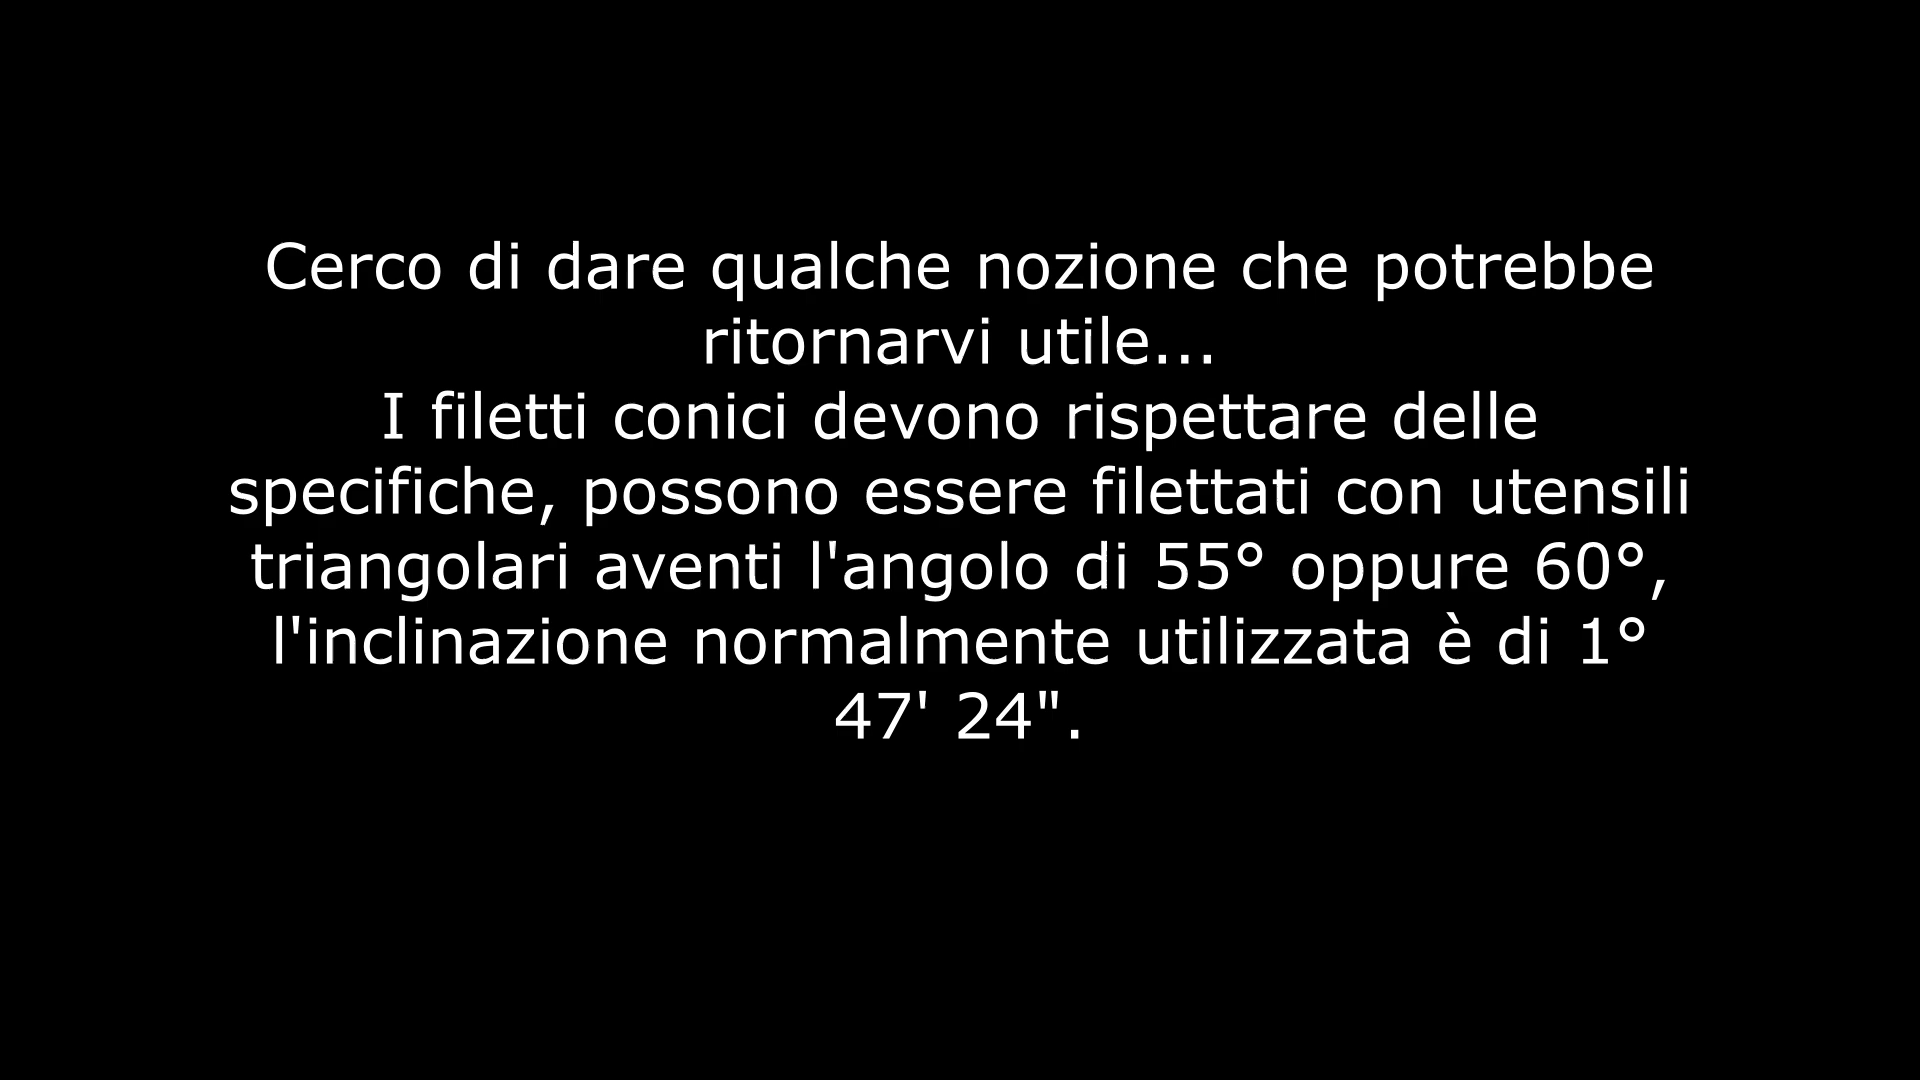 Cerco di dare qualche nozione che potrebbe
ritornarvi utile...
I filetti conici devono rispettare delle
specifiche, possono essere filettati con utensili
triangolari aventi l'angolo di 55° oppure 60°,
l'inclinazione normalmente utilizzata è di 1°
47' 24".